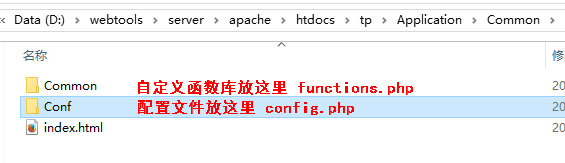 Data (D:) > webtools > server > apache > htdocs > tp > Application > Common >
名称 修
Common 自定义函数库放这里 functions.php 20
Conf 配置文件放这里 config.php 20
index.html 20